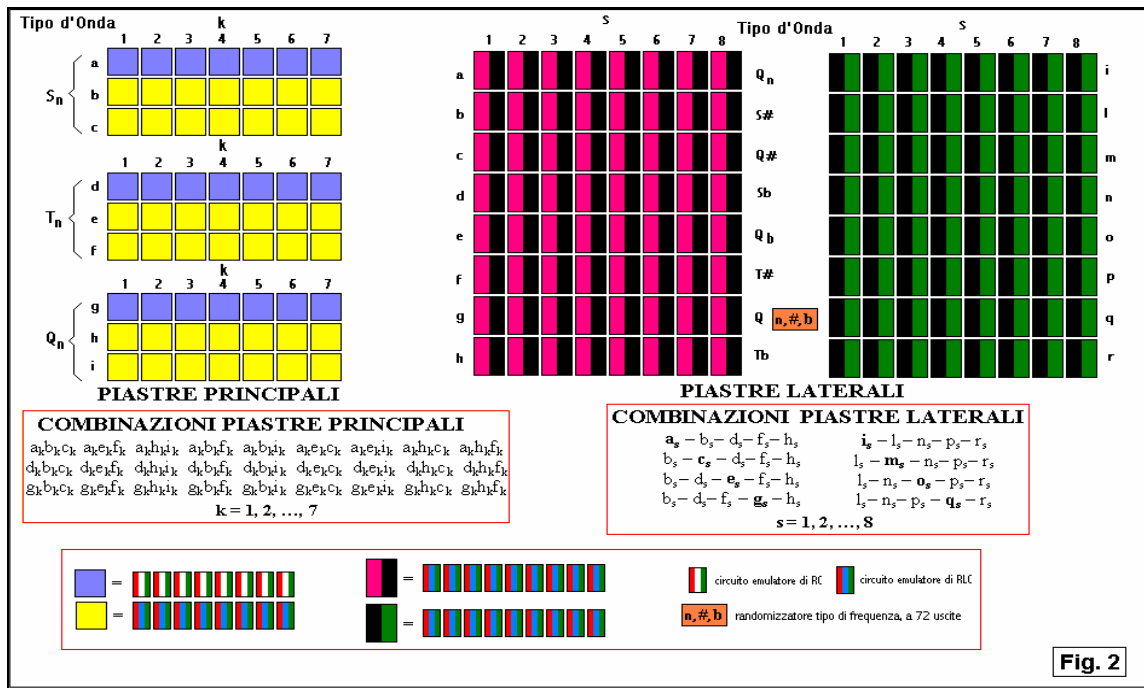 Tipo d'Onda
k
1 2 3 4 5 6 7
Sn
a
b
c
k
1 2 3 4 5 6 7
Tn
d
e
f
k
1 2 3 4 5 6 7
Qn
g
h
i
PIASTRE PRINCIPALI
COMBINAZIONI PIASTRE PRINCIPALI
akbkck akekfk akhkik akbkfk akbkik akekck akekik akhkck akhkfk
dkbkck dkekfk dkhkik dkbkfk dkbkik dkekck dkekik dkhkck dkhkfk
gkbkck gkekfk gkhkik gkbkfk gkbkik gkekck gkekik gkhkck gkhkfk
k = 1, 2, ..., 7
s
1 2 3 4 5 6 7 8
a
b
c
d
e
f
g
h
Tipo d'Onda
Qn
S#
Q#
Sb
Qb
T#
Q n,#,b
Tb
s
1 2 3 4 5 6 7 8
i
l
m
n
o
p
q
r
PIASTRE LATERALI
COMBINAZIONI PIASTRE LATERALI
as – bs – ds – fs – hs is – ls – ns – ps – rs
bs – cs – ds – fs – hs ls – ms – ns – ps – rs
bs – ds – es – fs – hs ls – ns – os – ps – rs
bs – ds – fs – gs – hs ls – ns – ps – qs – rs
s = 1, 2, ..., 8
=
=
=
=
circuito emulatore di RC
circuito emulatore di RLC
n,#,b randomizzatore tipo di frequenza, a 72 uscite
Fig. 2